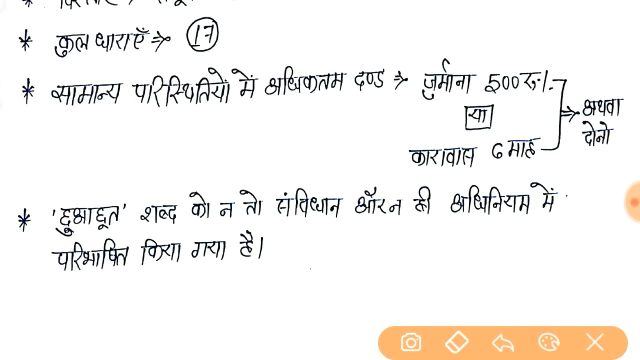 * कुल धाराएँ ⇒ 17
* सामान्य परिस्थितियों में अधिकतम दण्ड ⇒ जुर्माना 500रु./-
या
कारावास 6 माह
⇒ अथवा
दोनो
* 'छुआछूत' शब्द को न तो संविधान और न ही अधिनियम में
परिभाषित किया गया है।